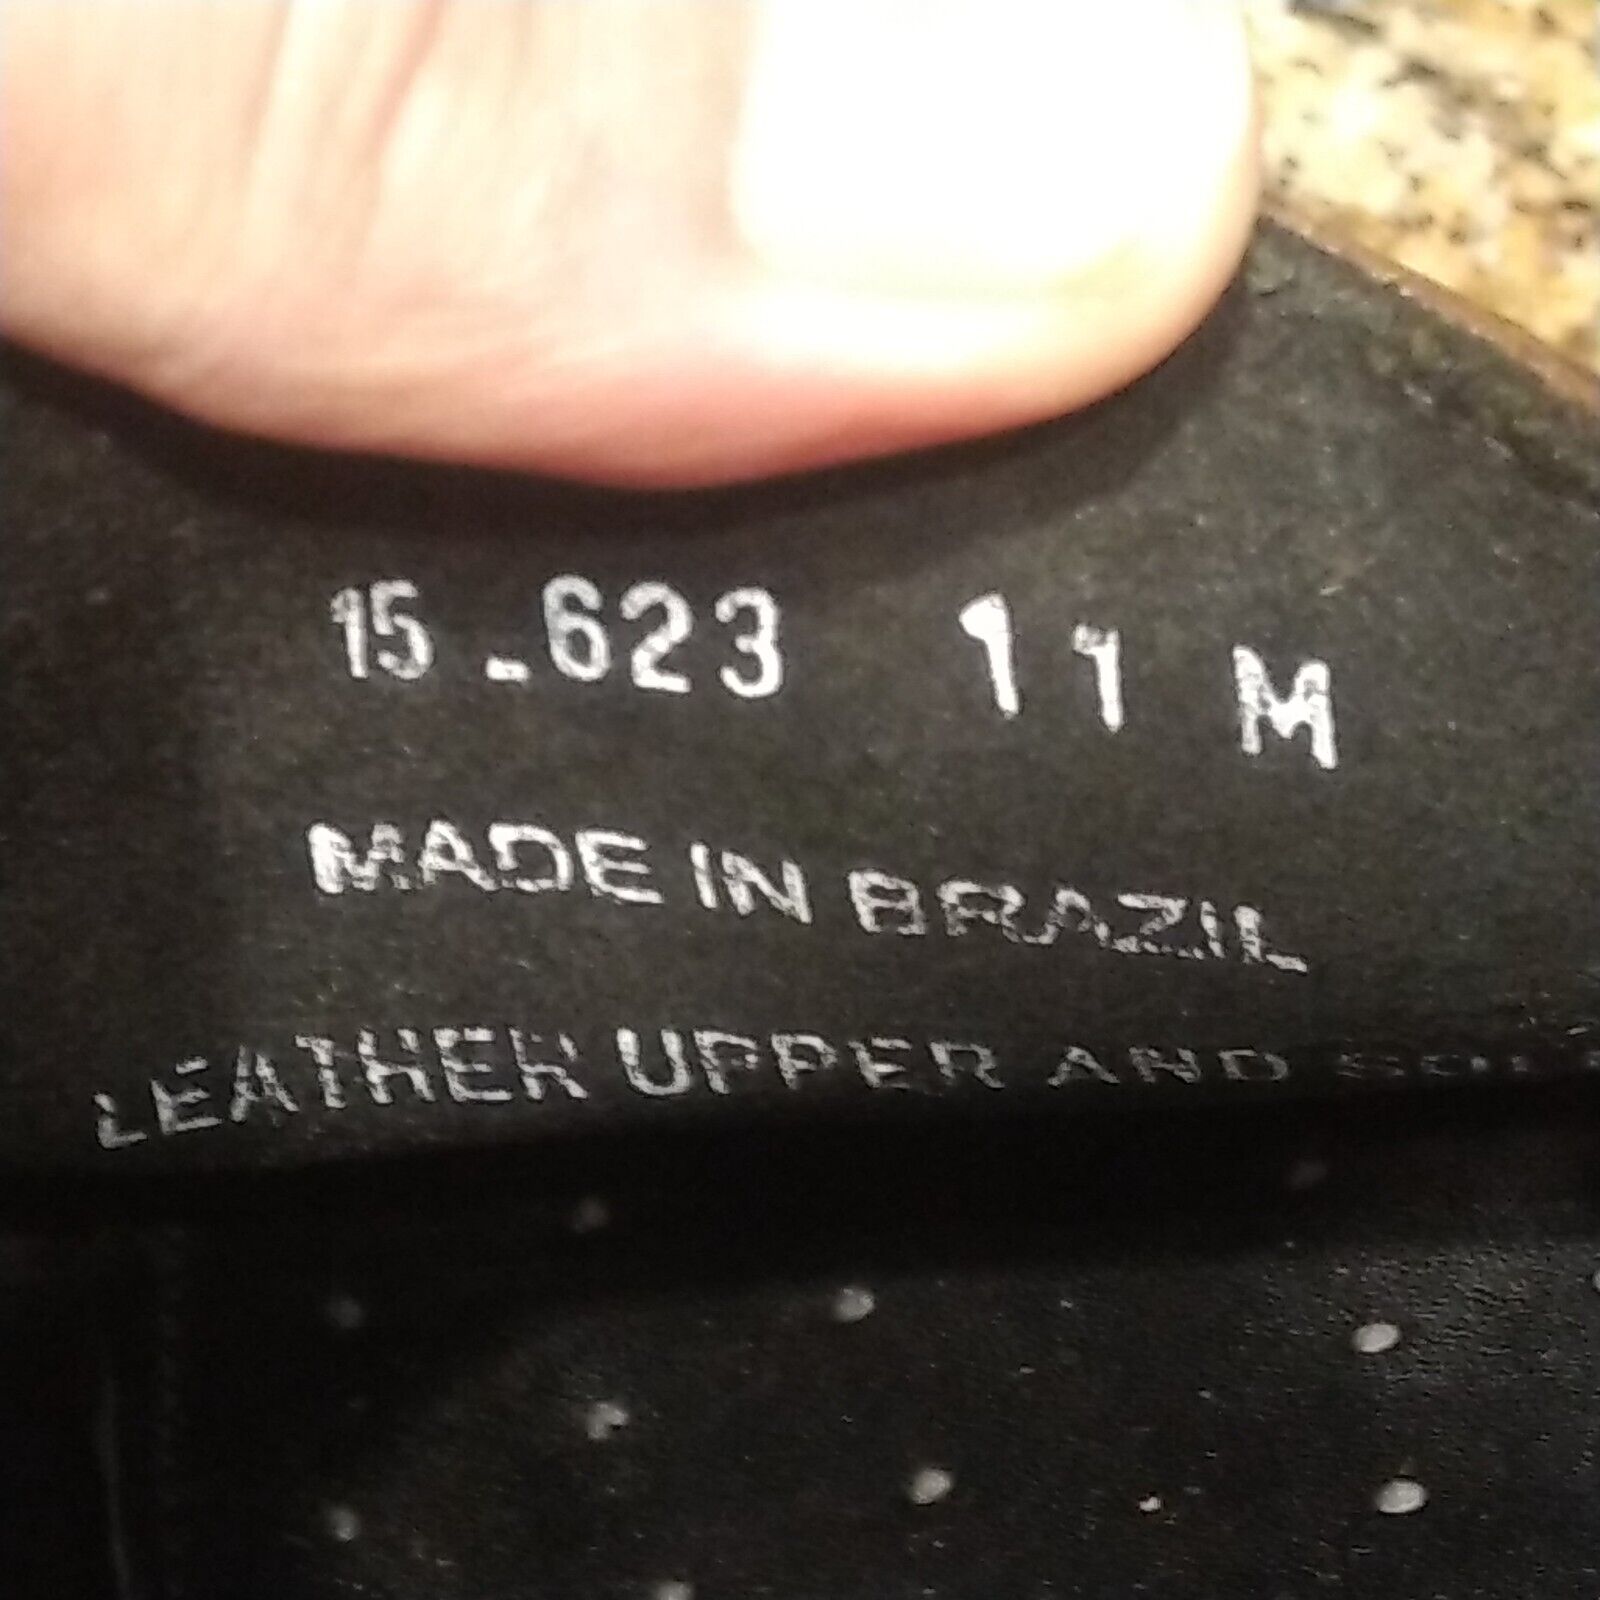 15-623 11 M
MADE IN BRAZIL
LEATHER UPPER AND